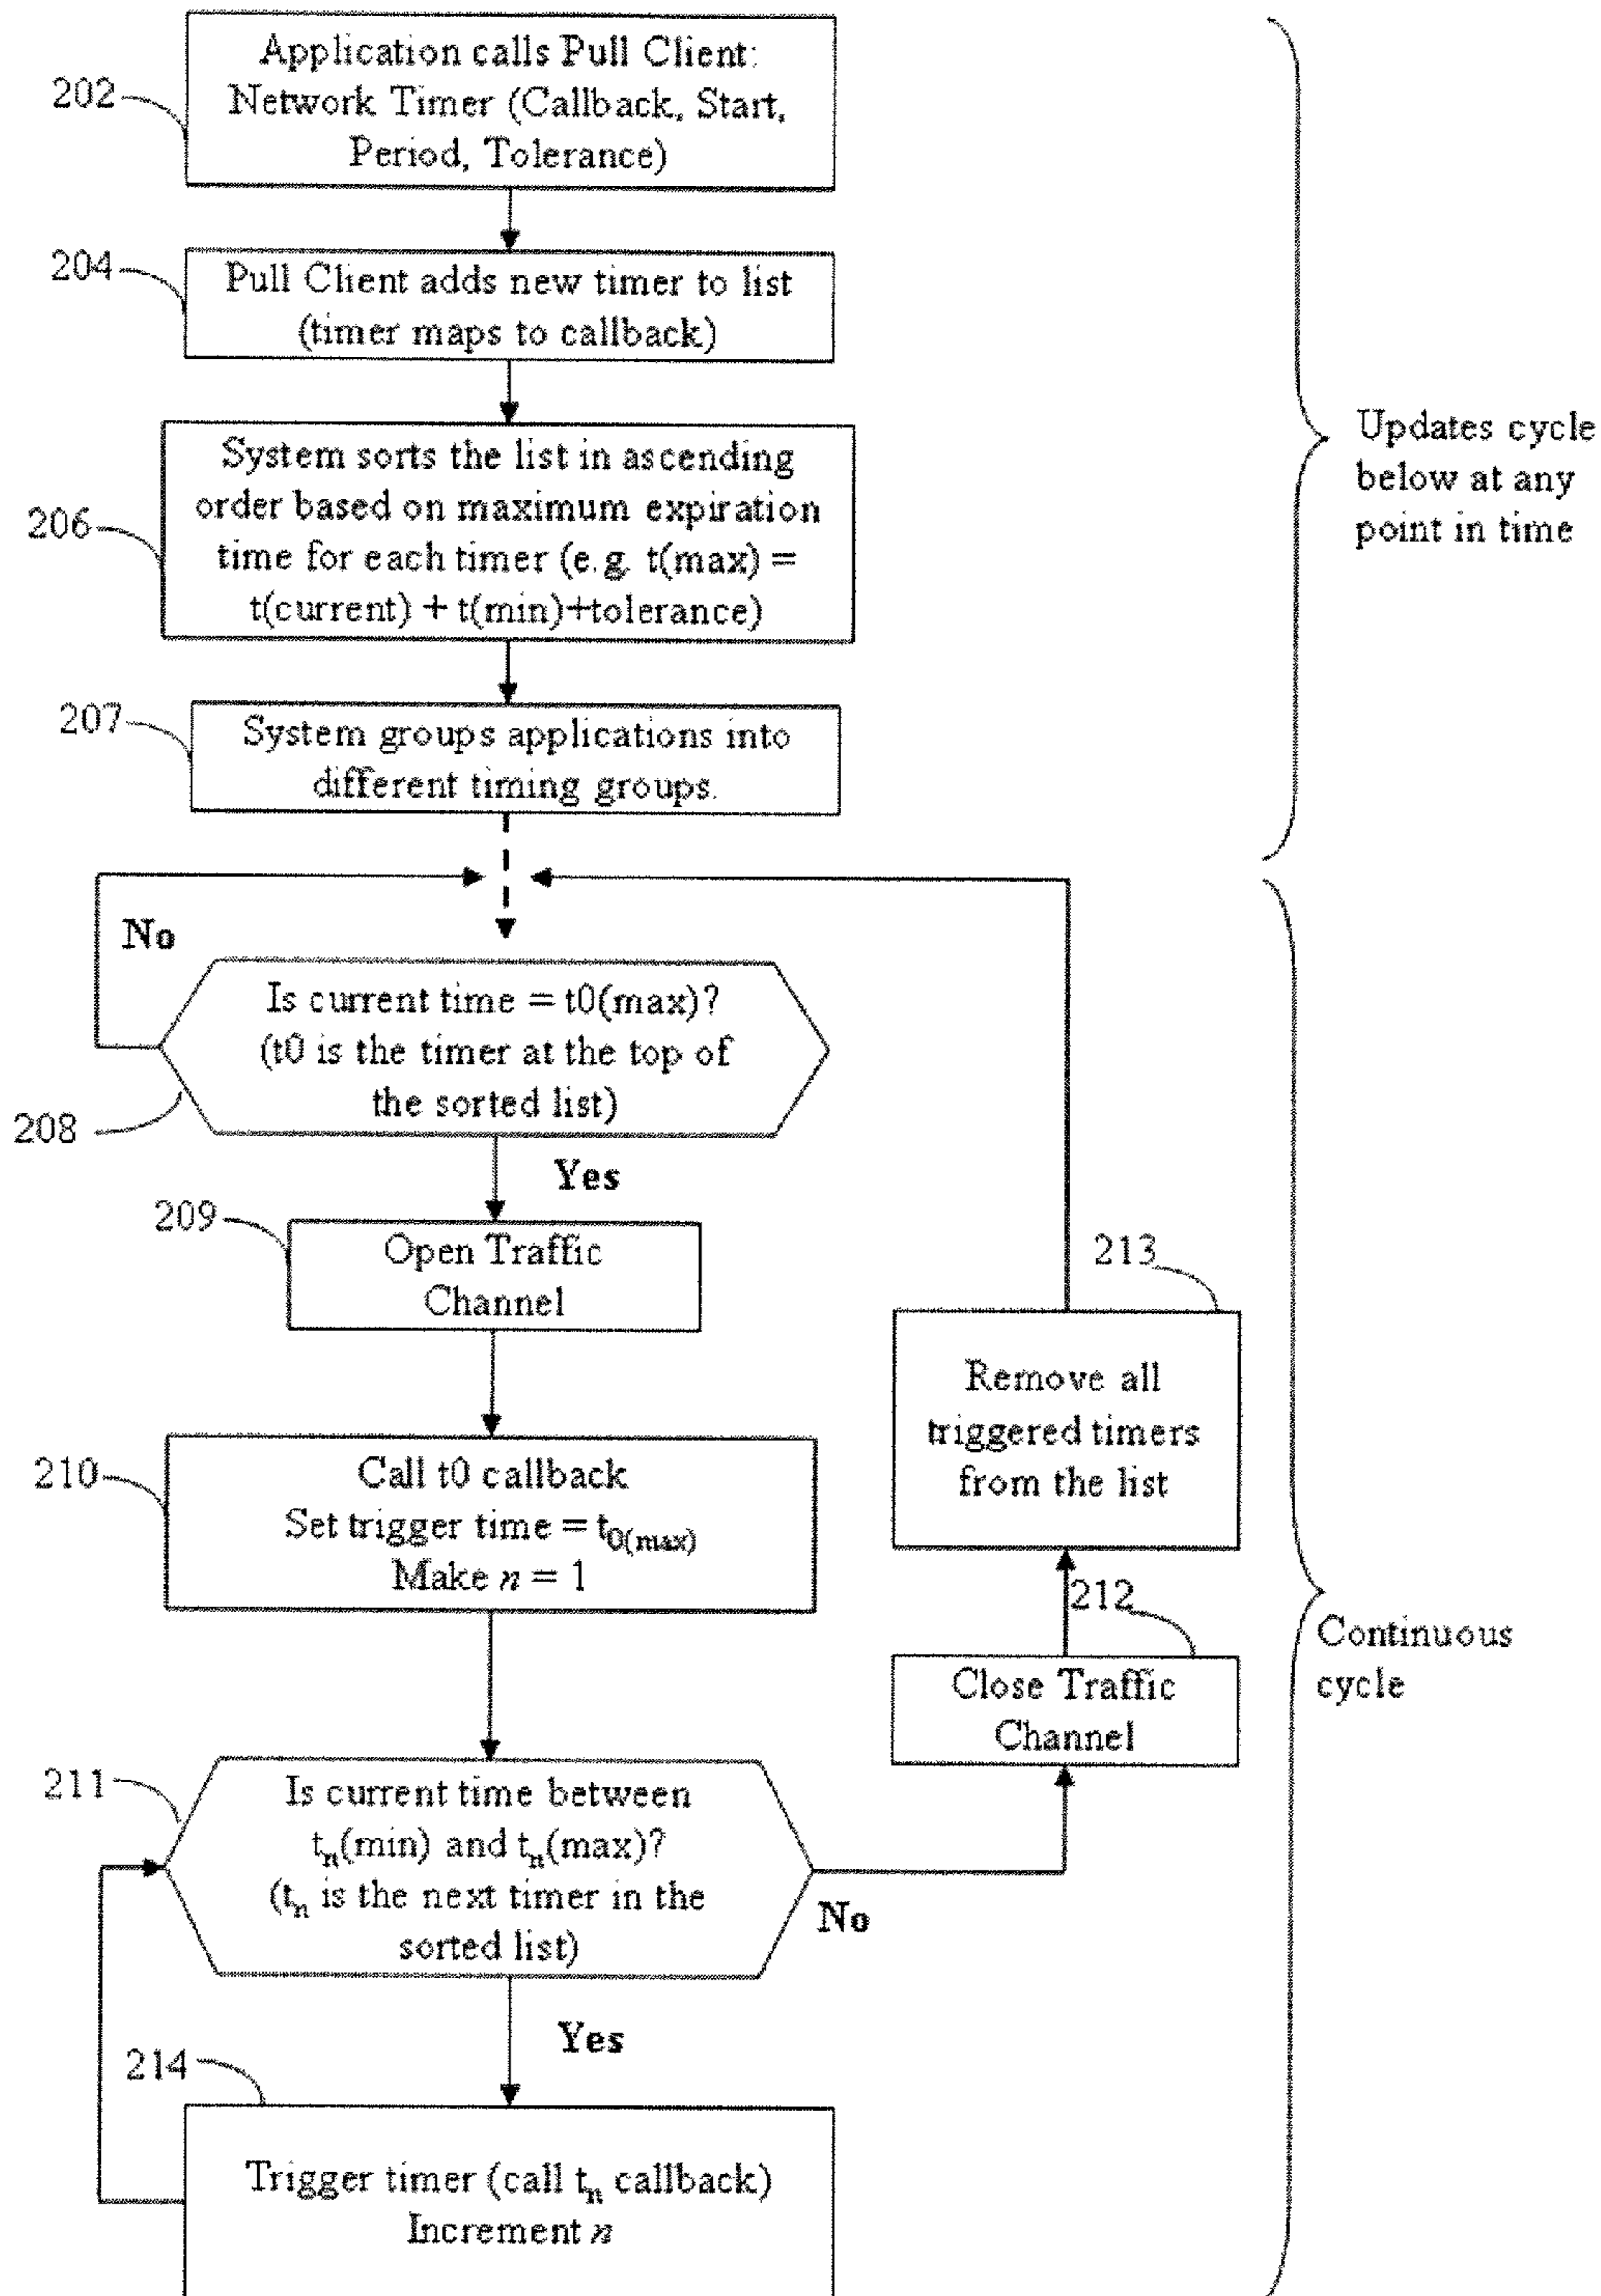 Application calls Pull Client:
Network Timer (Callback, Start,
Period, Tolerance)
202
204
Pull Client adds new timer to list
(timer maps to callback)
System sorts the list in ascending
order based on maximum expiration
time for each timer (e.g. t(max) =
t(current) + t(min)+tolerance)
206
Updates cycle
below at any
point in time
207
System groups applications into
different timing groups.
No
Is current time = t0(max)?
(t0 is the timer at the top of
the sorted list)
208
Yes
209
Open Traffic
Channel
213
Remove all
triggered timers
from the list
210
Call t0 callback
Set trigger time = t0(max)
Make n = 1
212
Close Traffic
Channel
Continuous
cycle
211
Is current time between
tn(min) and tn(max)?
(tn is the next timer in the
sorted list)
No
Yes
214
Trigger timer (call tn callback)
Increment n